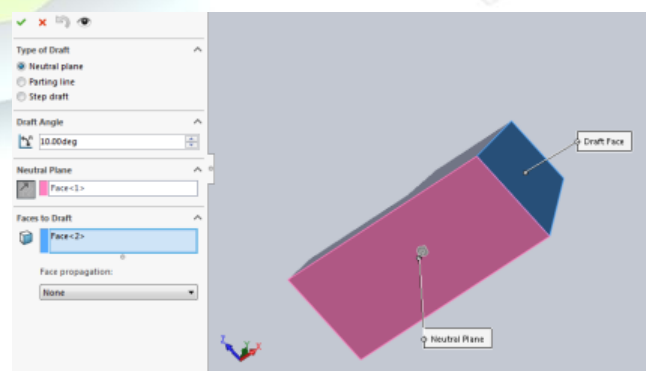 Type of Draft
Neutral plane
Parting line
Step draft
Draft Angle
10.00deg
Neutral Plane
Face<1>
Faces to Draft
Face<2>
Face propagation:
None
Draft Face
Neutral Plane
Z
Y
X